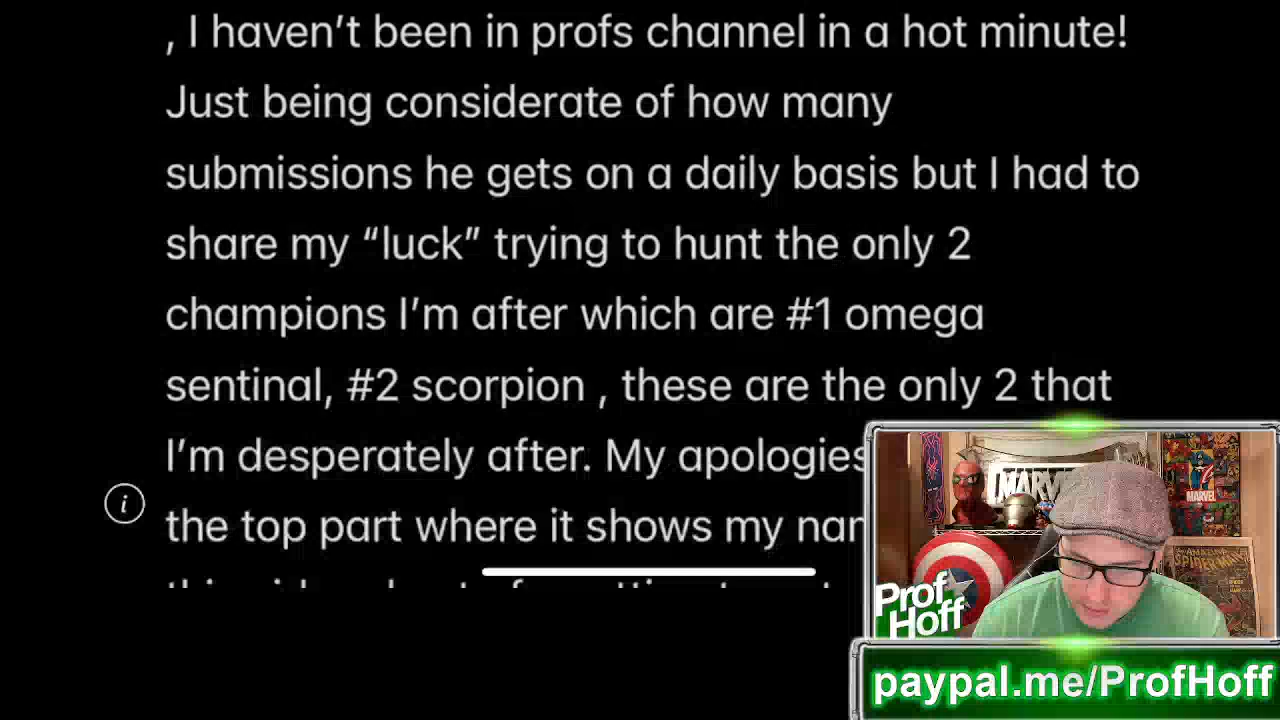 , I haven’t been in profs channel in a hot minute!
Just being considerate of how many
submissions he gets on a daily basis but I had to
share my “luck” trying to hunt the only 2
champions I’m after which are #1 omega
sentinal, #2 scorpion , these are the only 2 that
I’m desperately after. My apologies
the top part where it shows my
i
MARVEL
MARVEL
AMAZING
SPIDER-MAN
Prof
Hoff
paypal.me/ProfHoff